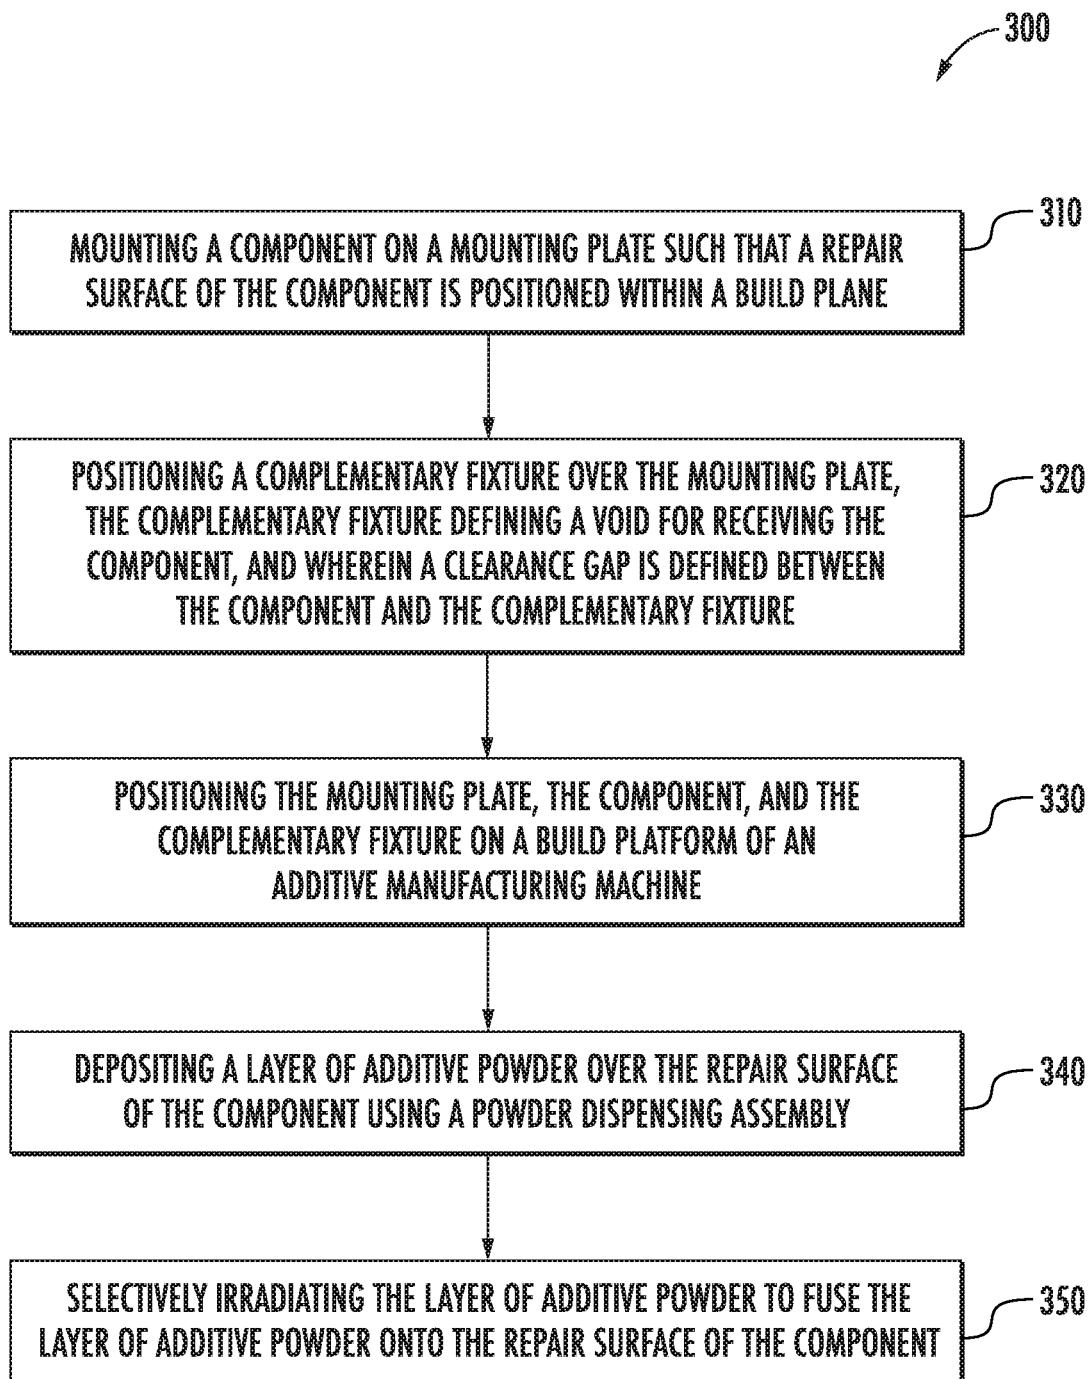 300
310
MOUNTING A COMPONENT ON A MOUNTING PLATE SUCH THAT A REPAIR
SURFACE OF THE COMPONENT IS POSITIONED WITHIN A BUILD PLANE
320
POSITIONING A COMPLEMENTARY FIXTURE OVER THE MOUNTING PLATE,
THE COMPLEMENTARY FIXTURE DEFINING A VOID FOR RECEIVING THE
COMPONENT, AND WHEREIN A CLEARANCE GAP IS DEFINED BETWEEN
THE COMPONENT AND THE COMPLEMENTARY FIXTURE
330
POSITIONING THE MOUNTING PLATE, THE COMPONENT, AND THE
COMPLEMENTARY FIXTURE ON A BUILD PLATFORM OF AN
ADDITIVE MANUFACTURING MACHINE
340
DEPOSITING A LAYER OF ADDITIVE POWDER OVER THE REPAIR SURFACE
OF THE COMPONENT USING A POWDER DISPENSING ASSEMBLY
350
SELECTIVELY IRRADIATING THE LAYER OF ADDITIVE POWDER TO FUSE THE
LAYER OF ADDITIVE POWDER ONTO THE REPAIR SURFACE OF THE COMPONENT